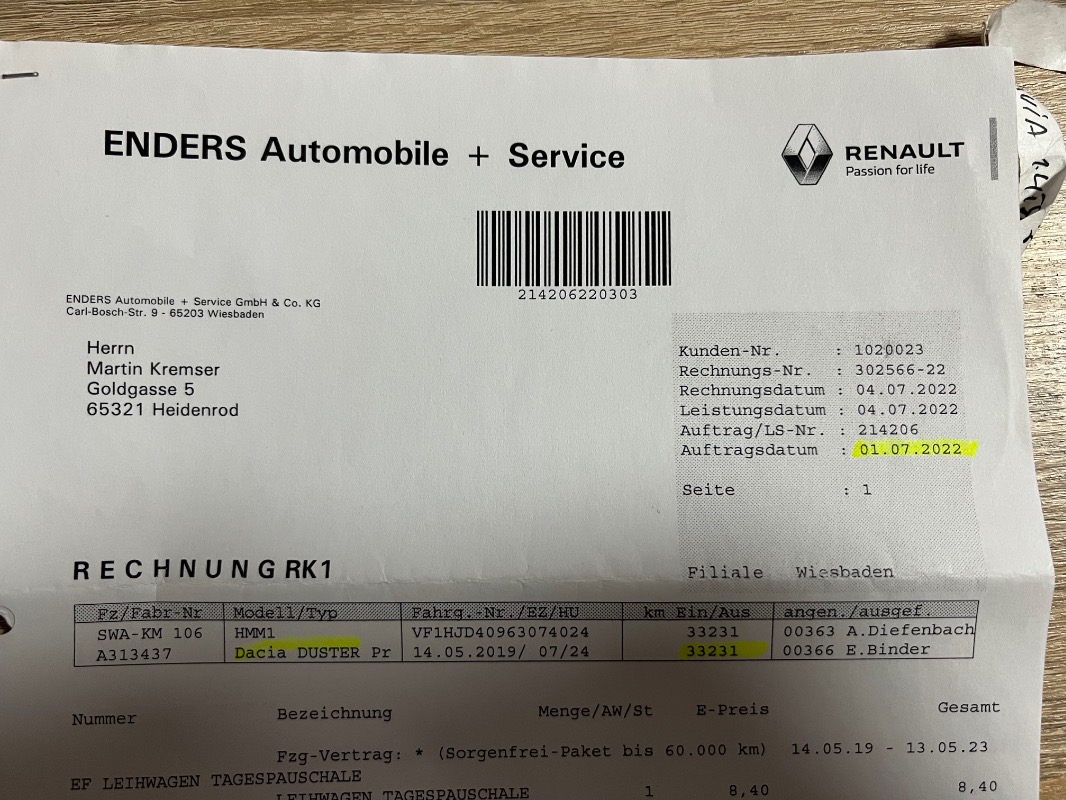 ENDERS Automobile + Service
RENAULT
Passion for life
214206220303
ENDERS Automobile + Service GmbH & Co. KG
Carl-Bosch-Str. 9 - 65203 Wiesbaden
Herrn
Martin Kremser
Goldgasse 5
65321 Heidenrod
Kunden-Nr. : 1020023
Rechnungs-Nr. : 302566-22
Rechnungsdatum : 04.07.2022
Leistungsdatum : 04.07.2022
Auftrag/LS-Nr. : 214206
Auftragsdatum : 01.07.2022
Seite : 1
RECHNUNG RK1
Filiale Wiesbaden
Fz/Fabr-Nr Modell/Typ Fahrg.-Nr./EZ/HU km Ein/Aus angen./ausgef.
SWA-KM 106 HMM1 VF1HJD40963074024 33231 00363 A.Diefenbach
A313437 Dacia DUSTER Pr 14.05.2019/ 07/24 33231 00366 E.Binder
Nummer Bezeichnung Menge/AW/St E-Preis Gesamt
Fzg-Vertrag: * (Sorgenfrei-Paket bis 60.000 km) 14.05.19 - 13.05.23
EF LEIHWAGEN TAGESPAUSCHALE
LEIHWAGEN TAGESPAUSCHALE 1 8,40 8,40